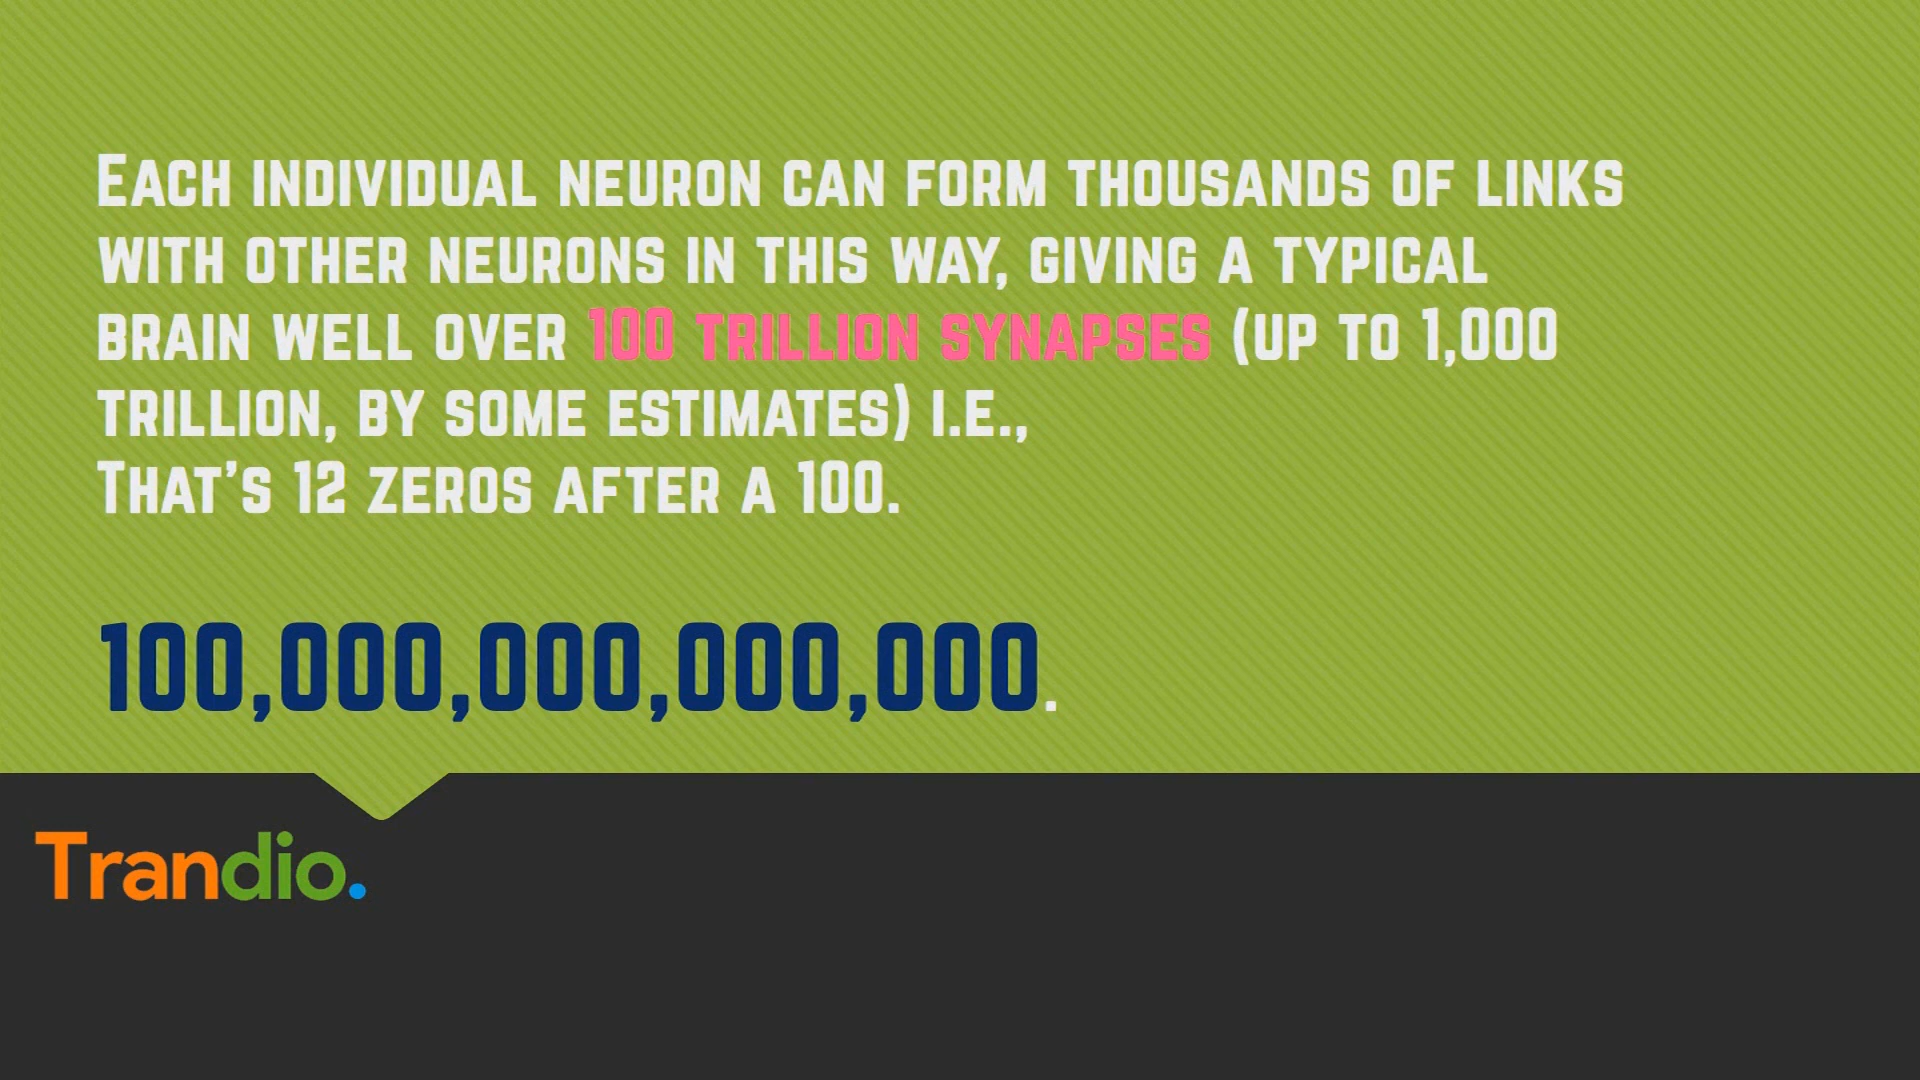 Each individual neuron can form thousands of links
with other neurons in this way, giving a typical
brain well over 100 trillion synapses (up to 1,000
trillion, by some estimates) i.e.,
That's 12 zeros after a 100.
100,000,000,000,000.
Trandio.